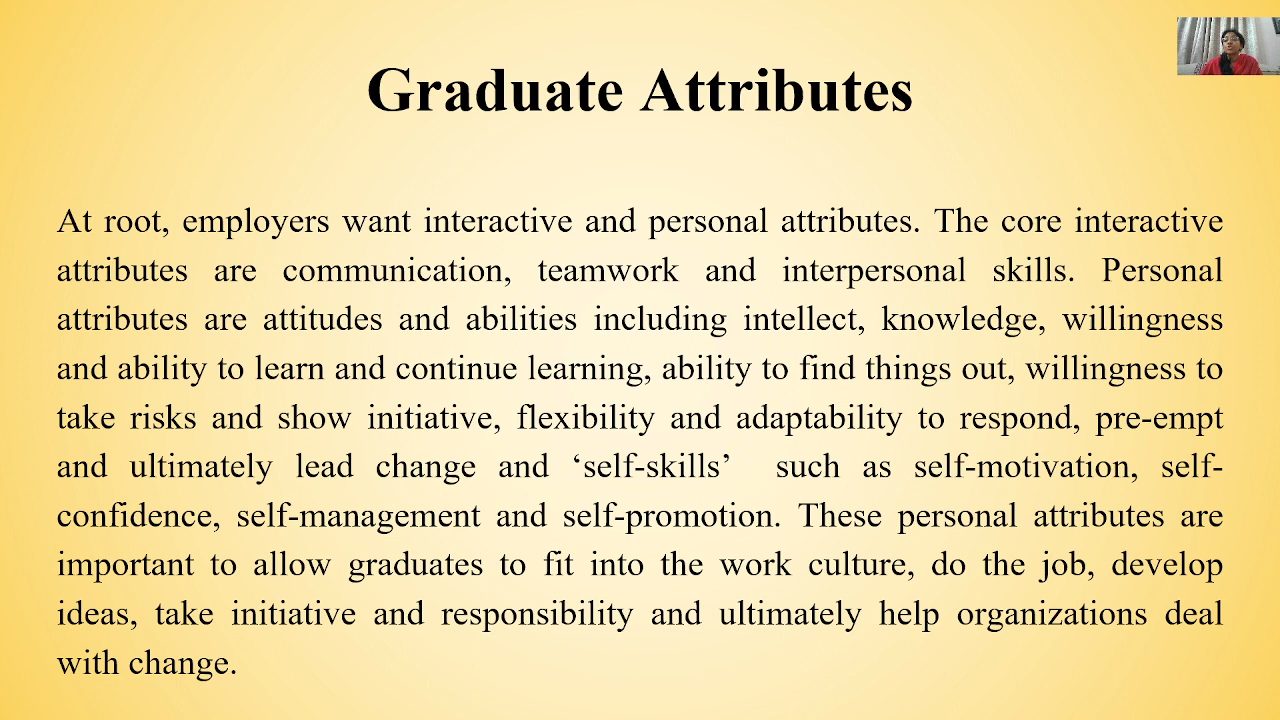 Graduate Attributes
At root, employers want interactive and personal attributes. The core interactive
attributes are communication, teamwork and interpersonal skills. Personal
attributes are attitudes and abilities including intellect, knowledge, willingness
and ability to learn and continue learning, ability to find things out, willingness to
take risks and show initiative, flexibility and adaptability to respond, pre-empt
and ultimately lead change and ‘self-skills’ such as self-motivation, self-
confidence, self-management and self-promotion. These personal attributes are
important to allow graduates to fit into the work culture, do the job, develop
ideas, take initiative and responsibility and ultimately help organizations deal
with change.